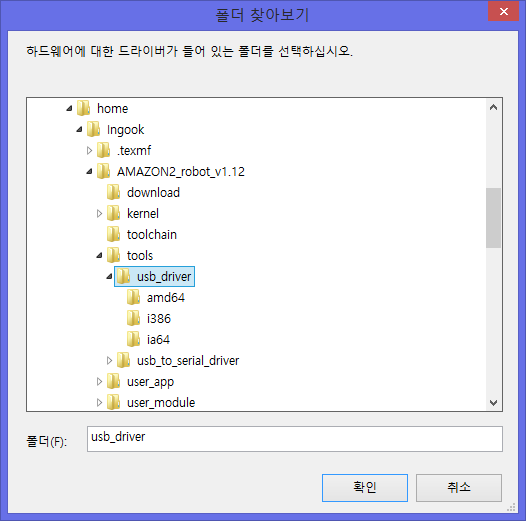 폴더 찾아보기
하드웨어에 대한 드라이버가 들어 있는 폴더를 선택하십시오.
home
Ingook
.texmf
AMAZON2_robot_v1.12
download
kernel
toolchain
tools
usb_driver
amd64
i386
ia64
usb_to_serial_driver
user_app
user_module
폴더(F): usb_driver
확인 취소